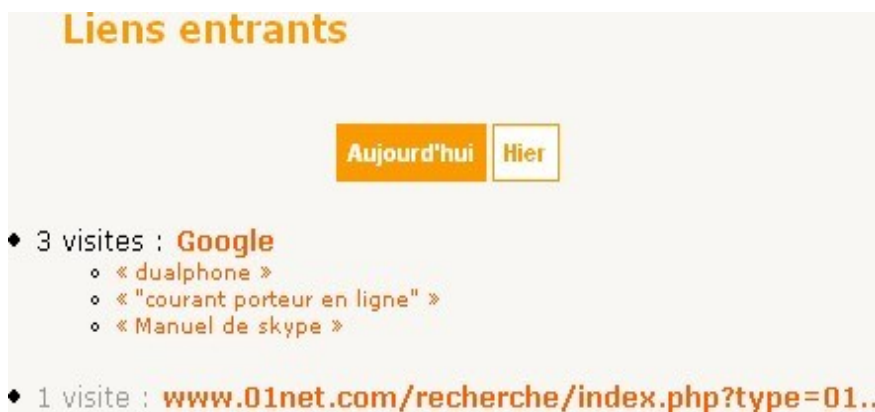 Liens entrants
Aujourd'hui Hier
3 visites : Google
« dualphone »
« "courant porteur en ligne" »
« Manuel de skype »
1 visite : www.01net.com/recherche/index.php?type=01..